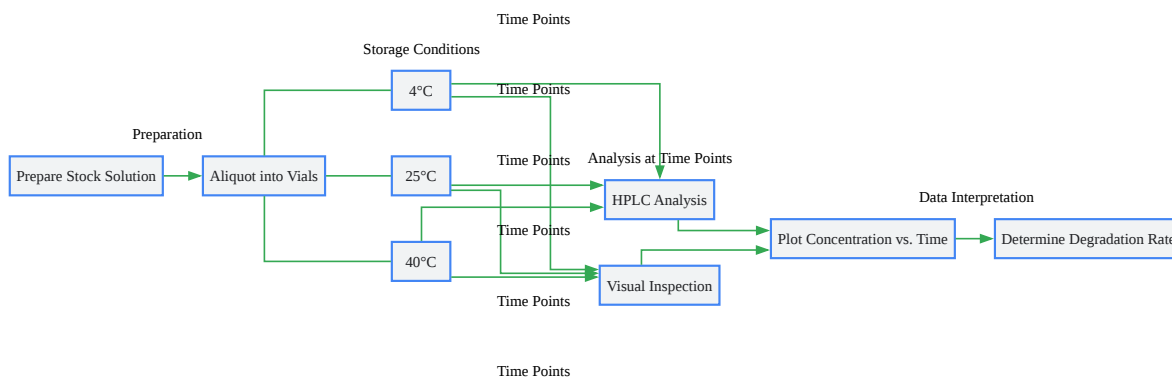 Time Points
Storage Conditions
4°C
Time Points
Preparation
Prepare Stock Solution
Aliquot into Vials
25°C
Time Points
Analysis at Time Points
HPLC Analysis
Data Interpretation
Time Points
40°C
Plot Concentration vs. Time
Determine Degradation Rate
Visual Inspection
Time Points
Time Points